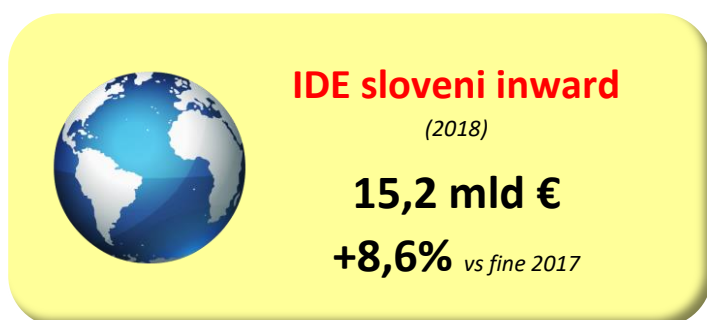 IDE sloveni inward
(2018)
15,2 mld €
+8,6% vs fine 2017